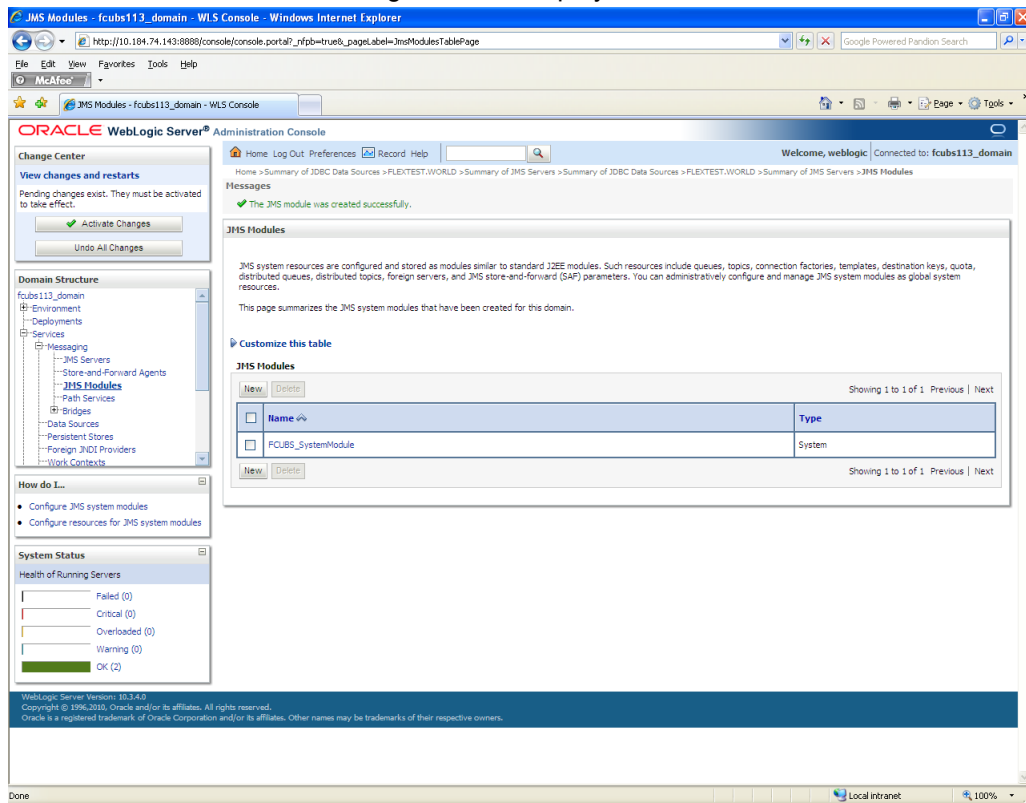 JMS Modules - fcubs113_domain - WLS Console - Windows Internet Explorer
http://10.184.74.143:8888/console/console.portal?_nfpb=true&_pageLabel=JmsModulesTablePage
Google Powered Pandion Search
File Edit View Favorites Tools Help
McAfee
JMS Modules - fcubs113_domain - WLS Console
Page Tools
ORACLE WebLogic Server® Administration Console
Change Center
View changes and restarts
Pending changes exist. They must be activated
to take effect.
Activate Changes
Undo All Changes
Domain Structure
fcubs113_domain
Environment
Deployments
Services
Messaging
JMS Servers
Store-and-Forward Agents
JMS Modules
Path Services
Bridges
Data Sources
Persistent Stores
Foreign JNDI Providers
Work Contexts
How do I...
Configure JMS system modules
Configure resources for JMS system modules
System Status
Health of Running Servers
Failed (0)
Critical (0)
Overloaded (0)
Warning (0)
OK (2)
Home Log Out Preferences Record Help
Welcome, weblogic Connected to: fcubs113_domain
Home >Summary of JDBC Data Sources >FLEXTEST.WORLD >Summary of JMS Servers >Summary of JDBC Data Sources >FLEXTEST.WORLD >Summary of JMS Servers >JMS Modules
Messages
The JMS module was created successfully.
JMS Modules
JMS system resources are configured and stored as modules similar to standard J2EE modules. Such resources include queues, topics, connection factories, templates, destination keys, quota,
distributed queues, distributed topics, foreign servers, and JMS store-and-forward (SAF) parameters. You can administratively configure and manage JMS system modules as global system
resources.
This page summarizes the JMS system modules that have been created for this domain.
Customize this table
JMS Modules
New Delete Showing 1 to 1 of 1 Previous | Next
Name Type
FCUBS_SystemModule System
New Delete Showing 1 to 1 of 1 Previous | Next
WebLogic Server Version: 10.3.4.0
Copyright © 1996,2010, Oracle and/or its affiliates. All rights reserved.
Oracle is a registered trademark of Oracle Corporation and/or its affiliates. Other names may be trademarks of their respective owners.
Done Local intranet 100%